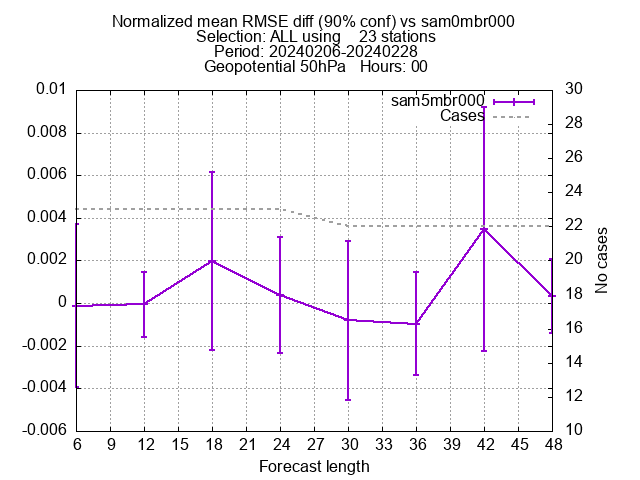 Normalized mean RMSE diff (90% conf) vs sam0mbr000
Selection: ALL using    23 stations
Period: 20240206-20240228
Geopotential 50hPa   Hours: 00
sam5mbr000
Cases
0.01
0.008
0.006
0.004
0.002
0
-0.002
-0.004
-0.006
30
28
26
24
22
20
18
16
14
12
10
No cases
6 9 12 15 18 21 24 27 30 33 36 39 42 45 48
Forecast length